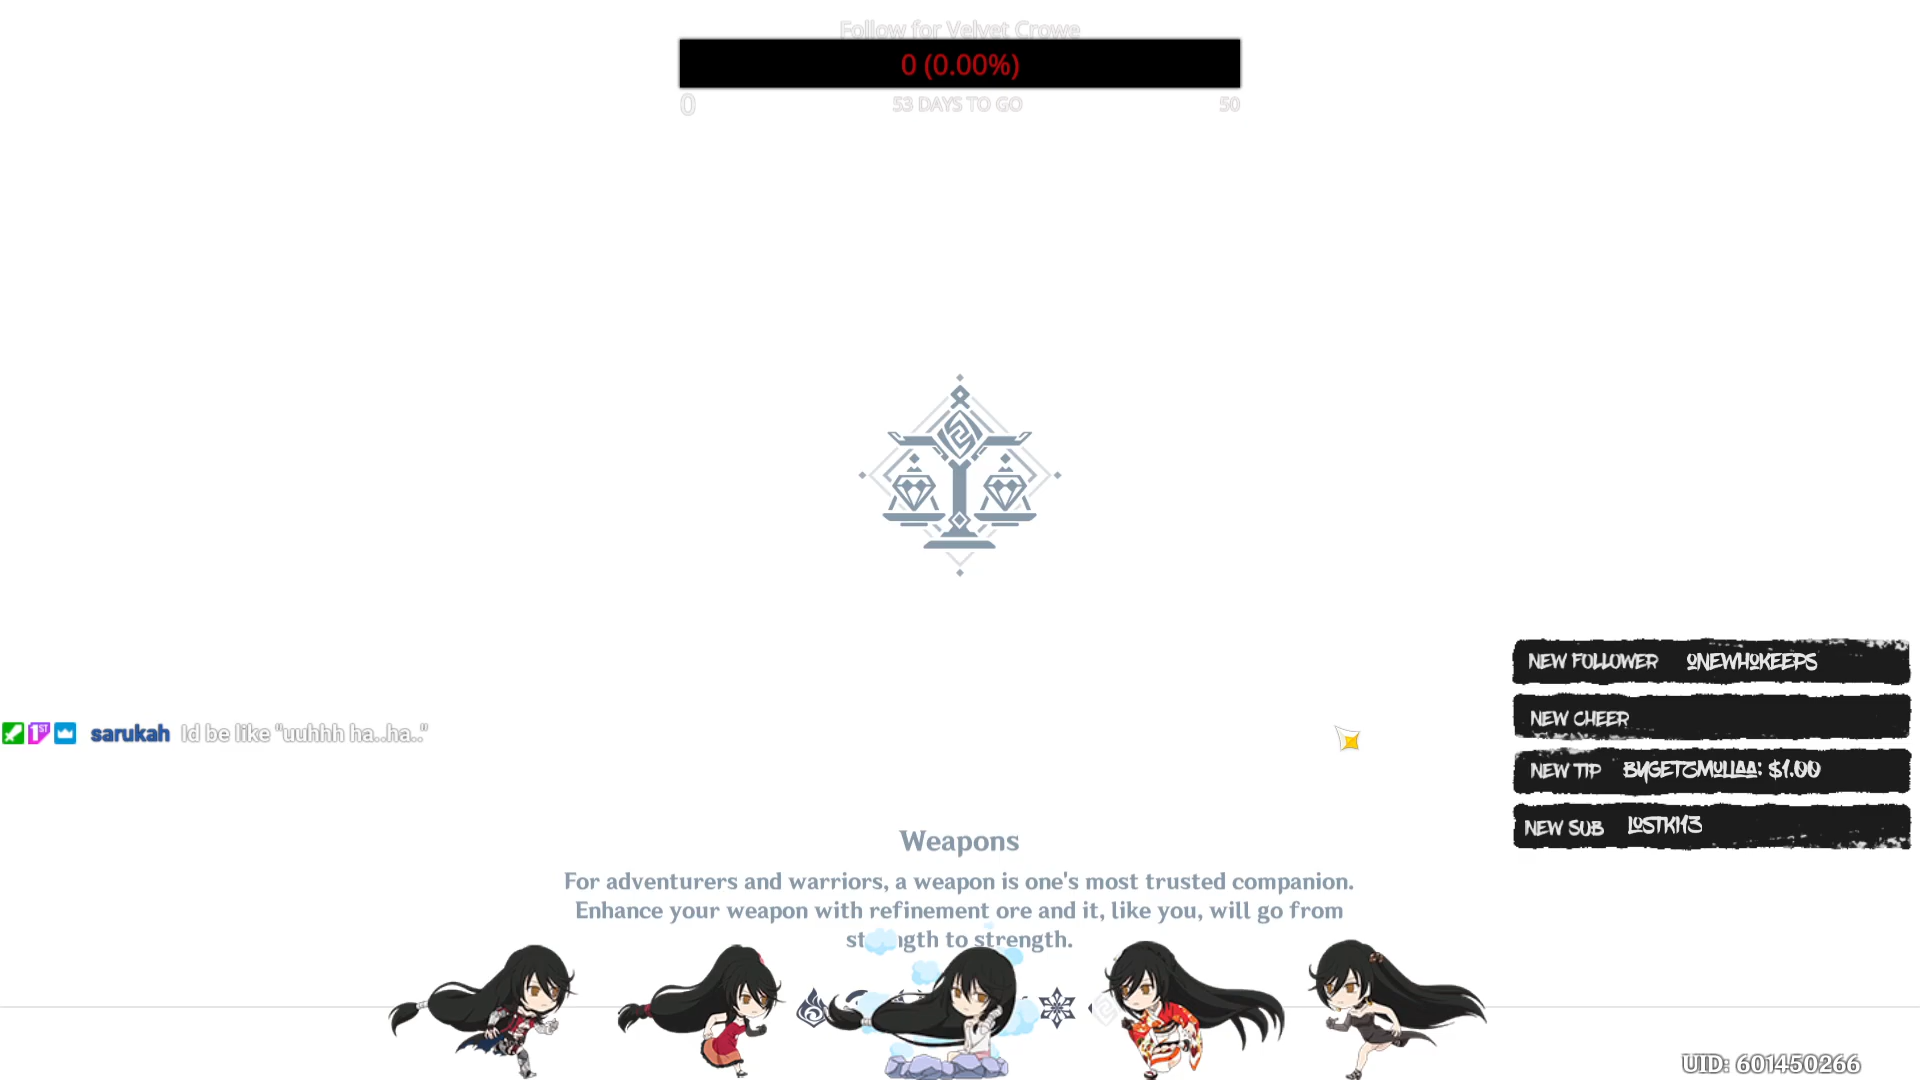 Follow for Velvet Crowe
0 (0.00%)
0 53 DAYS TO GO 50
NEW FOLLOWER ONEWHOKEEPS
NEW CHEER
sarukah Id be like "uuhhh ha..ha.."
NEW TIP BYGETZMULLAA: $1.00
NEW SUB LOSTKI13
Weapons
For adventurers and warriors, a weapon is one's most trusted companion.
Enhance your weapon with refinement ore and it, like you, will go from
strength to strength.
UID: 601450266